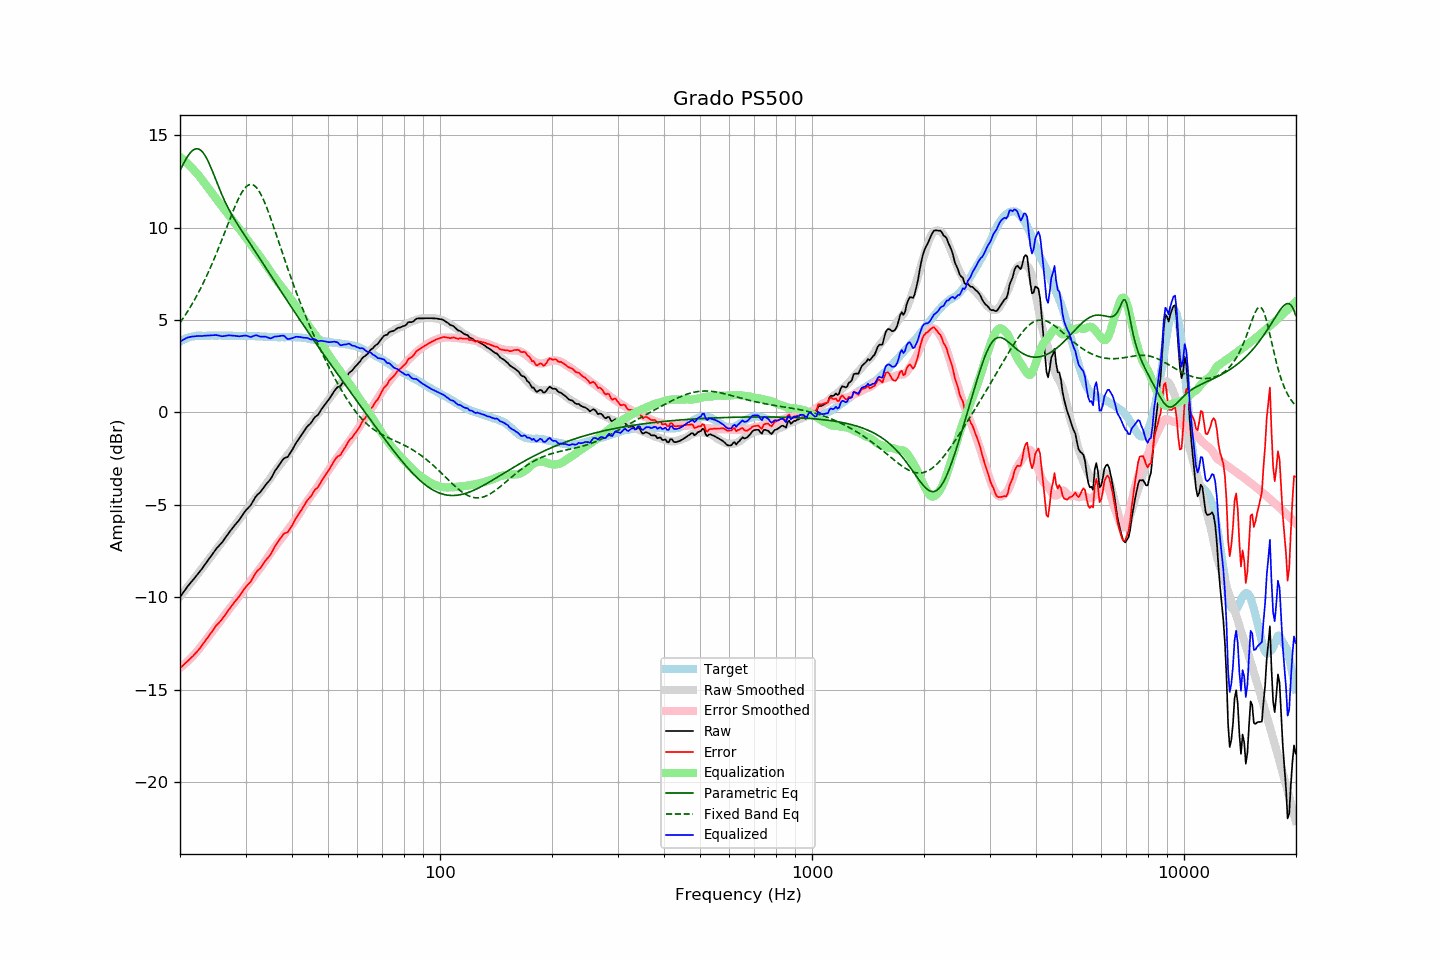 Grado PS500
15
10
5
0
−5
−10
−15
−20
Amplitude (dBr)
100
1000
10000
Frequency (Hz)
Target
Raw Smoothed
Error Smoothed
Raw
Error
Equalization
Parametric Eq
Fixed Band Eq
Equalized